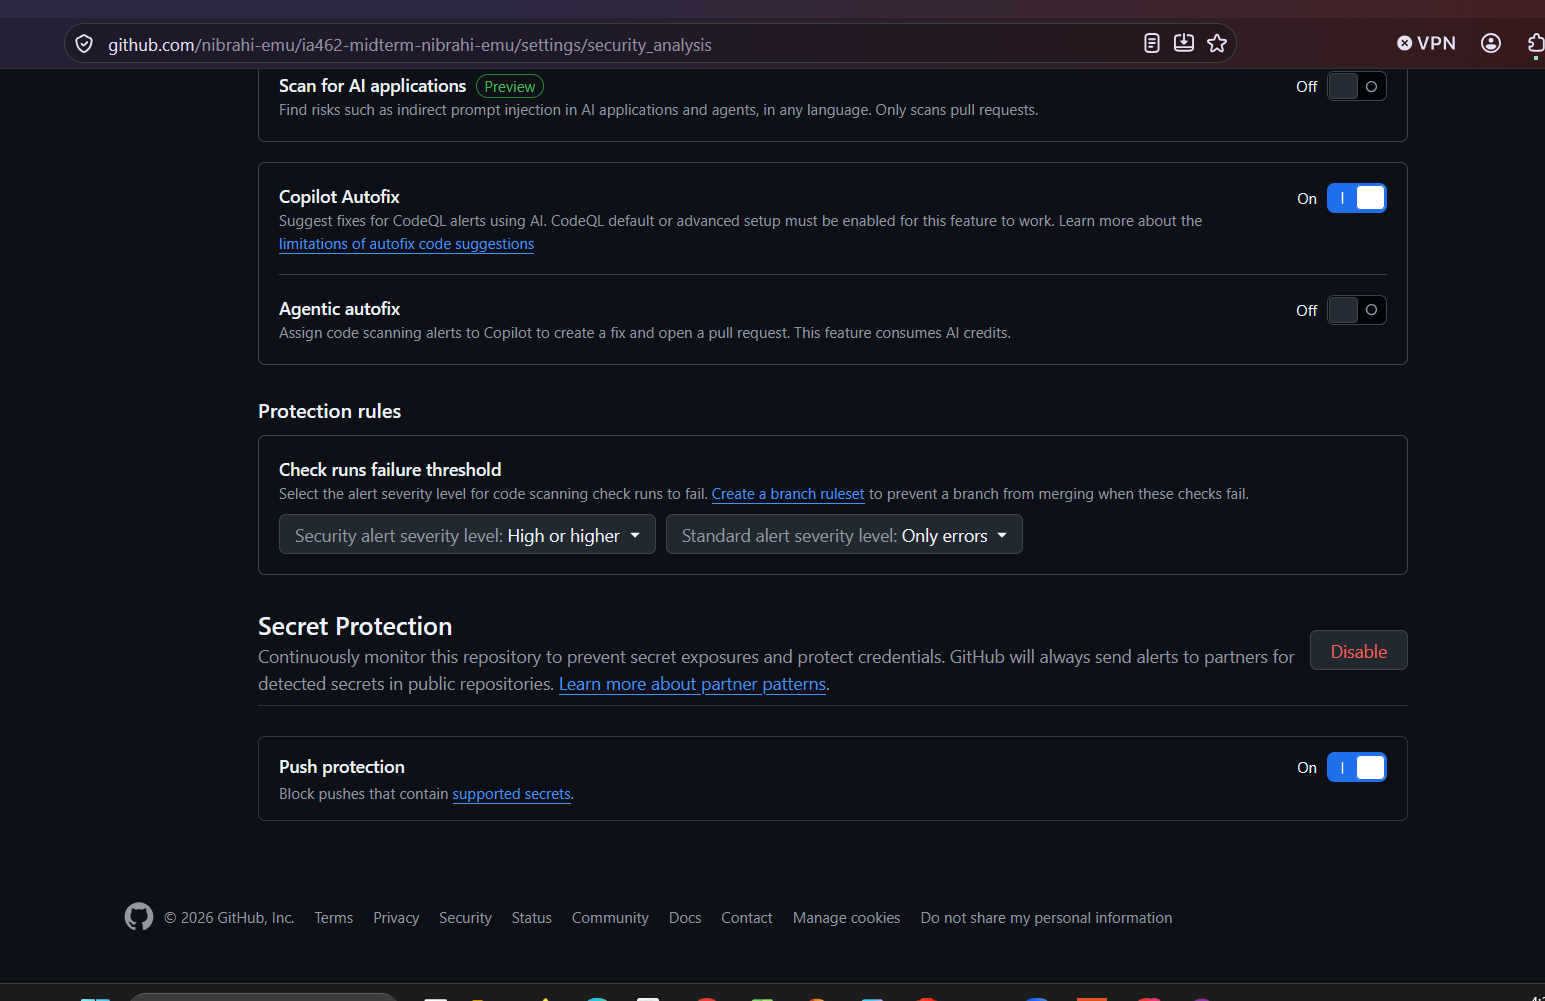 github.com/nibrahi-emu/ia462-midterm-nibrahi-emu/settings/security_analysis
VPN
Scan for AI applications Preview
Off
Find risks such as indirect prompt injection in AI applications and agents, in any language. Only scans pull requests.
Copilot Autofix
On
Suggest fixes for CodeQL alerts using AI. CodeQL default or advanced setup must be enabled for this feature to work. Learn more about the
limitations of autofix code suggestions
Agentic autofix
Off
Assign code scanning alerts to Copilot to create a fix and open a pull request. This feature consumes AI credits.
Protection rules
Check runs failure threshold
Select the alert severity level for code scanning check runs to fail. Create a branch ruleset to prevent a branch from merging when these checks fail.
Security alert severity level: High or higher
Standard alert severity level: Only errors
Secret Protection
Continuously monitor this repository to prevent secret exposures and protect credentials. GitHub will always send alerts to partners for
detected secrets in public repositories. Learn more about partner patterns.
Disable
Push protection
On
Block pushes that contain supported secrets.
© 2026 GitHub, Inc. Terms Privacy Security Status Community Docs Contact Manage cookies Do not share my personal information